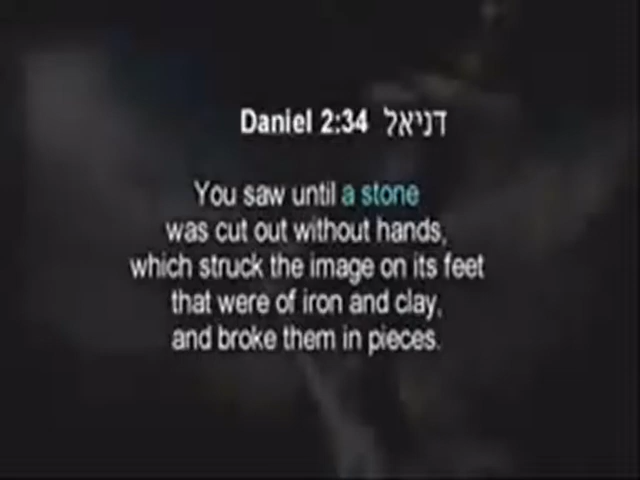 Daniel 2:34 דניאל
You saw until a stone
was cut out without hands,
which struck the image on its feet
that were of iron and clay,
and broke them in pieces.